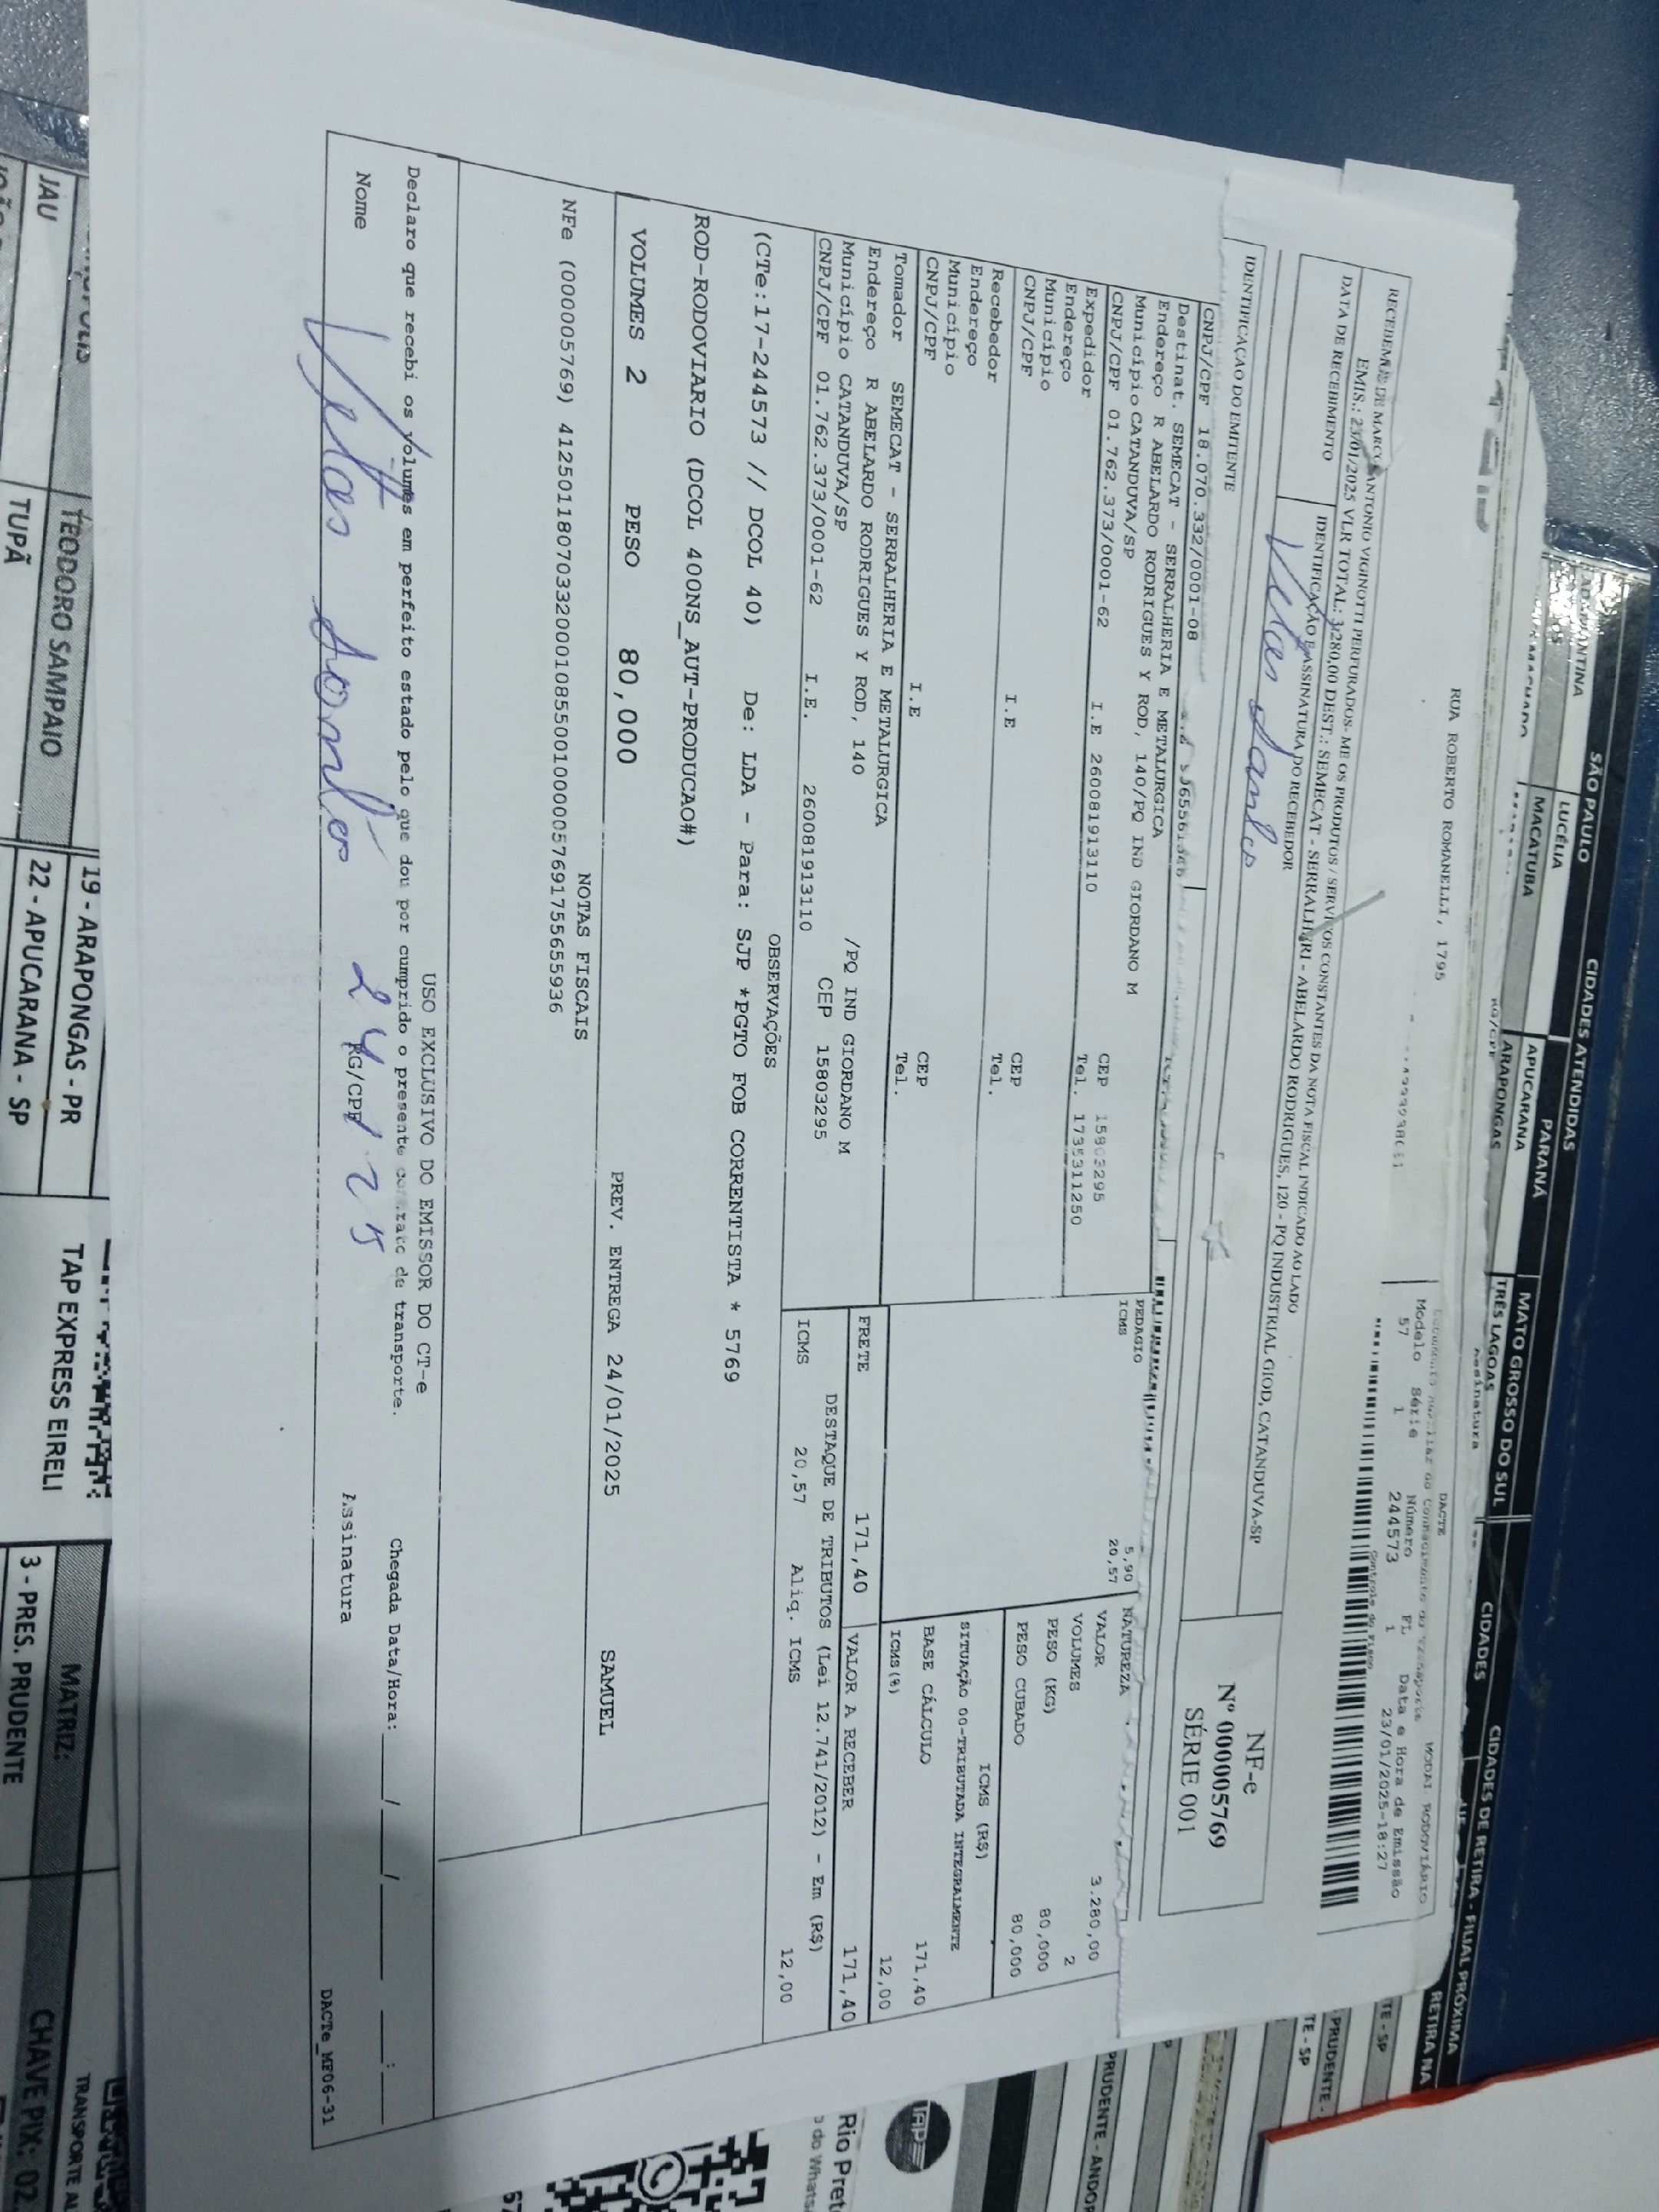 SÃO PAULO
CIDADES ATENDIDAS
PARANÁ
MATO GROSSO DO SUL
CIDADES
CIDADES DE RETIRA - FILIAL PRÓXIMA
LUCÉLIA
APUCARANA
TRÊS LAGOAS
RETIRA NA
MACATUBA
ARAPONGAS
RUA ROBERTO ROMANELLI, 1795
DACTE
MODAL RODOVIÁRIO
Modelo Série Número FL Data e Hora de Emissão
57 1 244573 1 23/01/2025-18:27
Controle do Fisco
RECEBEMOS DE MARCO ANTONIO VIGINOTTI PERFURADOS- ME OS PRODUTOS / SERVIÇOS CONSTANTES DA NOTA FISCAL INDICADO AO LADO
EMIS.: 23/01/2025 VLR TOTAL.: 3.280,00 DEST.: SEMECAT - SERRALHERI - ABELARDO RODRIGUES, 120 - PQ INDUSTRIAL GIOD, CATANDUVA-SP
DATA DE RECEBIMENTO
IDENTIFICAÇÃO E ASSINATURA DO RECEBEDOR
IDENTIFICAÇAO DO EMITENTE
NF-e
Nº 000005769
SÉRIE 001
CNPJ/CPF 18.070.332/0001-08
Destinat. SEMECAT - SERRALHERIA E METALURGICA
Endereço R ABELARDO RODRIGUES Y ROD, 140/PQ IND GIORDANO M
Município CATANDUVA/SP
CEP 15803295
CNPJ/CPF 01.762.373/0001-62 I.E 260081913110 Tel. 1735311250
Expedidor
Endereço
Município
CEP
CNPJ/CPF I.E Tel.
Recebedor
Endereço
Município
CEP
CNPJ/CPF I.E Tel.
Tomador SEMECAT - SERRALHERIA E METALURGICA
Endereço R ABELARDO RODRIGUES Y ROD, 140 /PQ IND GIORDANO M
Município CATANDUVA/SP CEP 15803295
CNPJ/CPF 01.762.373/0001-62 I.E. 260081913110
PEDAGIO 5,90
ICMS 20,57
NATUREZA
VALOR 3.280,00
VOLUMES 2
PESO (KG) 80,000
PESO CUBADO 80,000
ICMS (R$)
SITUAÇÃO 00-TRIBUTADA INTEGRALMENTE
BASE CÁLCULO 171,40
ICMS(%) 12,00
FRETE 171,40 VALOR A RECEBER 171,40
DESTAQUE DE TRIBUTOS (Lei 12.741/2012) - Em (R$)
ICMS 20,57 Aliq. ICMS 12,00
OBSERVAÇÕES
(CTe:17-244573 // DCOL 40) De: LDA - Para: SJP *PGTO FOB CORRENTISTA * 5769
ROD-RODOVIARIO (DCOL 400NS_AUT-PRODUCAO#)
VOLUMES 2 PESO 80,000 PREV. ENTREGA 24/01/2025 SAMUEL
NOTAS FISCAIS
NFe (000005769) 41250118070332000108550010000057691755655936
USO EXCLUSIVO DO EMISSOR DO CT-e
Declaro que recebi os volumes em perfeito estado pelo que dou por cumprido o presente contrato de transporte.
Chegada Data/Hora: / / :
Nome
24 1 25
RG/CPF
Assinatura
DACTe_MF06-31
JAU
TEODORO SAMPAIO
TUPÃ
19 - ARAPONGAS - PR
22 - APUCARANA - SP
TAP EXPRESS EIRELI
MATRIZ:
3 - PRES. PRUDENTE
CHAVE PIX: 02.
TAP
Rio Pret